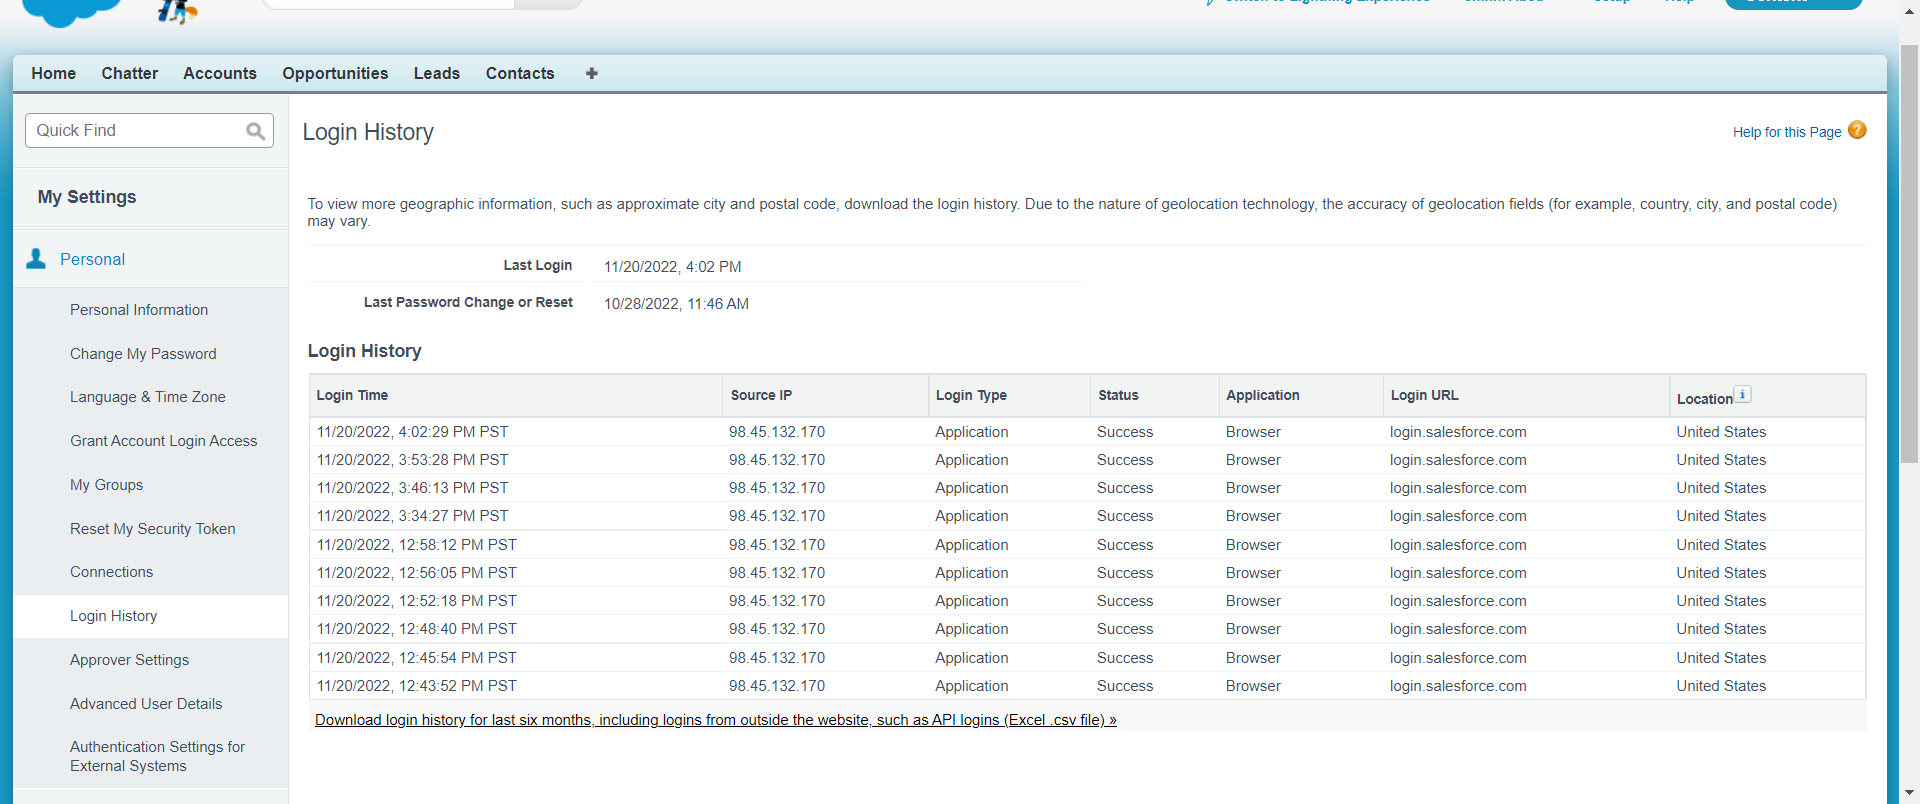 Home Chatter Accounts Opportunities Leads Contacts +
Quick Find
Login History
Help for this Page ?
My Settings
To view more geographic information, such as approximate city and postal code, download the login history. Due to the nature of geolocation technology, the accuracy of geolocation fields (for example, country, city, and postal code)
may vary.
Personal
Last Login 11/20/2022, 4:02 PM
Last Password Change or Reset 10/28/2022, 11:46 AM
Personal Information
Change My Password
Language & Time Zone
Grant Account Login Access
My Groups
Reset My Security Token
Connections
Login History
Approver Settings
Advanced User Details
Authentication Settings for
External Systems
Login History
Login Time Source IP Login Type Status Application Login URL Location i
11/20/2022, 4:02:29 PM PST 98.45.132.170 Application Success Browser login.salesforce.com United States
11/20/2022, 3:53:28 PM PST 98.45.132.170 Application Success Browser login.salesforce.com United States
11/20/2022, 3:46:13 PM PST 98.45.132.170 Application Success Browser login.salesforce.com United States
11/20/2022, 3:34:27 PM PST 98.45.132.170 Application Success Browser login.salesforce.com United States
11/20/2022, 12:58:12 PM PST 98.45.132.170 Application Success Browser login.salesforce.com United States
11/20/2022, 12:56:05 PM PST 98.45.132.170 Application Success Browser login.salesforce.com United States
11/20/2022, 12:52:18 PM PST 98.45.132.170 Application Success Browser login.salesforce.com United States
11/20/2022, 12:48:40 PM PST 98.45.132.170 Application Success Browser login.salesforce.com United States
11/20/2022, 12:45:54 PM PST 98.45.132.170 Application Success Browser login.salesforce.com United States
11/20/2022, 12:43:52 PM PST 98.45.132.170 Application Success Browser login.salesforce.com United States
Download login history for last six months, including logins from outside the website, such as API logins (Excel .csv file) »